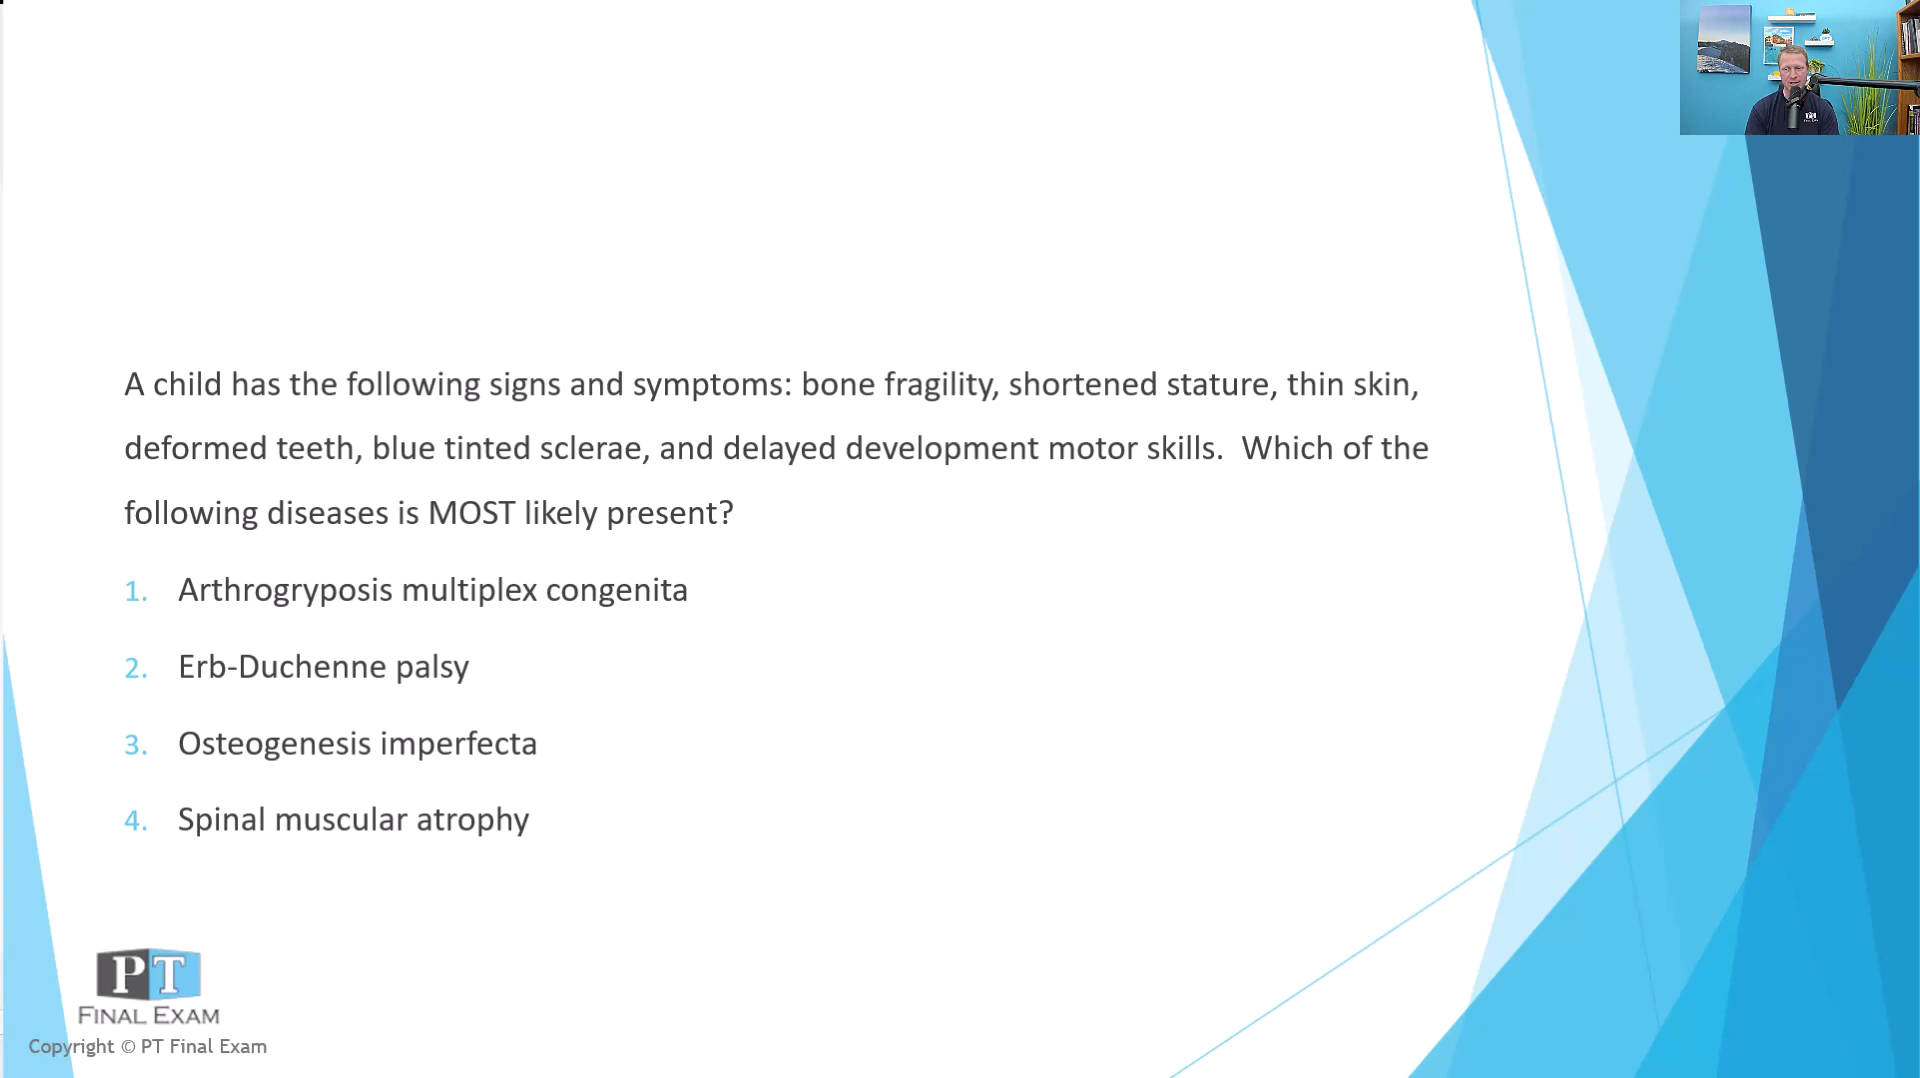 A child has the following signs and symptoms: bone fragility, shortened stature, thin skin,
deformed teeth, blue tinted sclerae, and delayed development motor skills.  Which of the
following diseases is MOST likely present?
1. Arthrogryposis multiplex congenita
2. Erb-Duchenne palsy
3. Osteogenesis imperfecta
4. Spinal muscular atrophy
PT
FINAL EXAM
Copyright © PT Final Exam